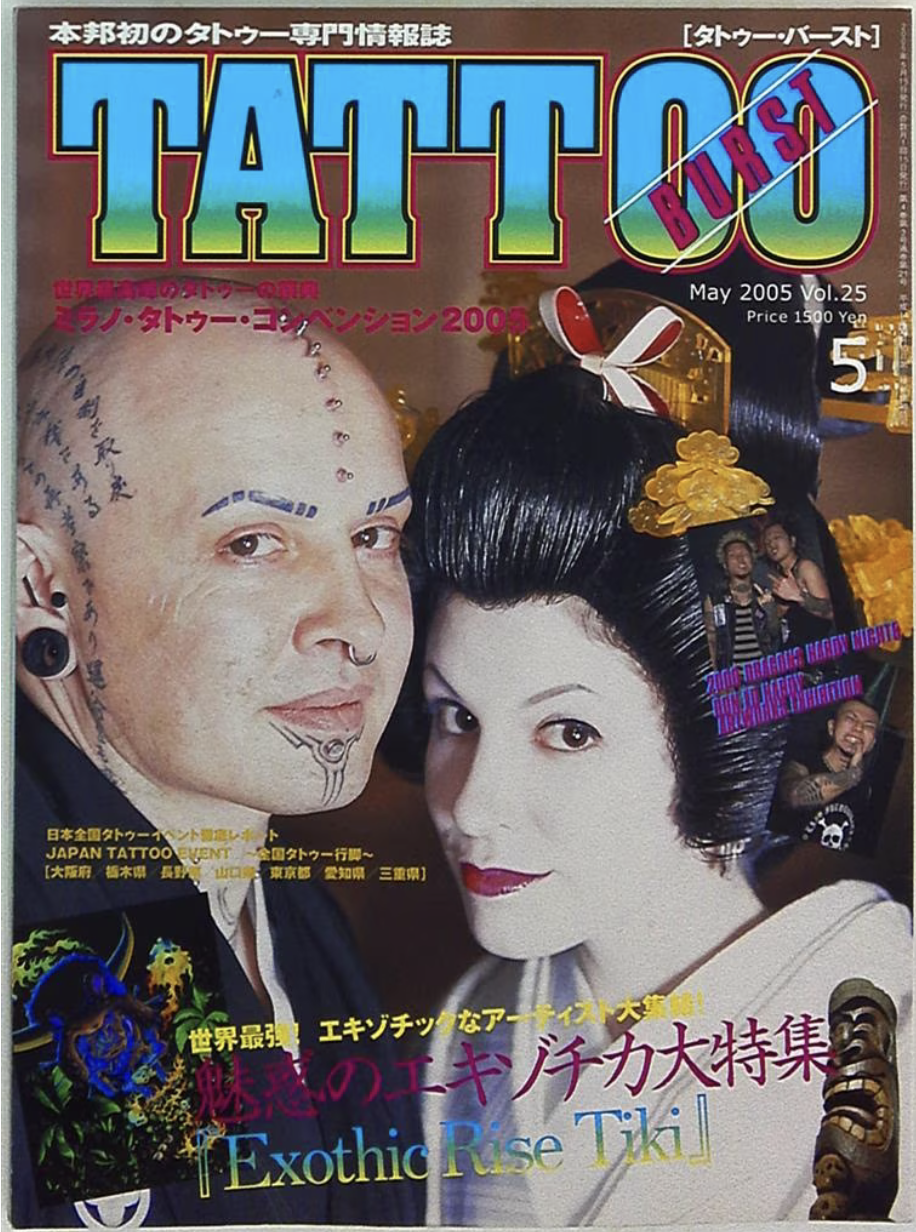 本邦初のタトゥー専門情報誌
[タトゥー・バースト]
TATTOO
BURST
世界最高峰のタトゥーの祭典
ミラノ・タトゥー・コンベンション2005
May 2005 Vol.25
Price 1500 Yen
5
日本全国タトゥーイベント徹底レポート
JAPAN TATTOO EVENT ～全国タトゥー行脚～
[大阪府 栃木県 長野県 山口県 東京都 愛知県 三重県]
世界最強! エキゾチックなアーティスト大集結!
魅惑のエキゾチカ大特集
『Exothic Rise Tiki』